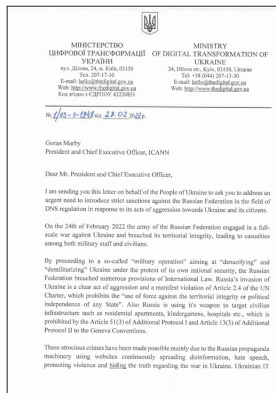 МІНІСТЕРСТВО
ЦИФРОВОЇ ТРАНСФОРМАЦІЇ
УКРАЇНИ
вул. Ділова, 24, м. Київ, 03150
Тел. 207-17-30
E-mail: hello@thedigital.gov.ua
Web: http://www.thedigital.gov.ua
Код згідно з ЄДРПОУ 43220851
MINISTRY
OF DIGITAL TRANSFORMATION OF
UKRAINE
24, Dilova str., Kyiv, 03150, Ukraine
Tel: +38 (044) 207-13-30
E-mail: hello@thedigital.gov.ua
Web: http://www.thedigital.gov.ua
№ 1/03-1-1947 від 28.02.2022р.
Goran Marby
President and Chief Executive Officer, ICANN
Dear Mr. President and Chief Executive Officer,
I am sending you this letter on behalf of the People of Ukraine to ask you to address an
urgent need to introduce strict sanctions against the Russian Federation in the field of
DNS regulation in response to its acts of aggression towards Ukraine and its citizens.
On the 24th of February 2022 the army of the Russian Federation engaged in a full-
scale war against Ukraine and breached its territorial integrity, leading to casualties
among both military staff and civilians.
By proceeding to a so-called "military operation" aiming at "denazifying" and
"demilitarizing" Ukraine under the pretext of its own national security, the Russian
Federation breached numerous provisions of International Law. Russia's invasion of
Ukraine is a clear act of aggression and a manifest violation of Article 2.4 of the UN
Charter, which prohibits the "use of force against the territorial integrity or political
independence of any State". Also Russia is using it's weapon to target civilian
infrastructure such as residential apartments, kindergartens, hospitals etc., which is
prohibited by the Article 51(3) of Additional Protocol I and Article 13(3) of Additional
Protocol II to the Geneva Conventions.
These atrocious crimes have been made possible mainly due to the Russian propaganda
machinery using websites continuously spreading disinformation, hate speech,
promoting violence and hiding the truth regarding the war in Ukraine. Ukrainian IT